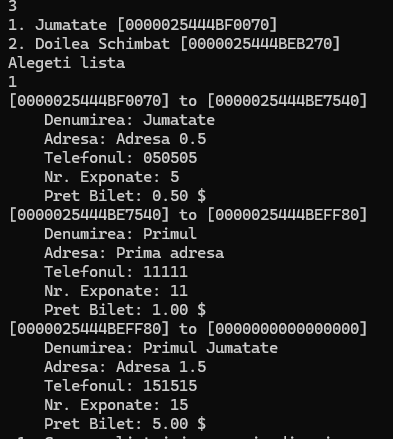 3
1. Jumatate [0000025444BF0070]
2. Doilea Schimbat [0000025444BEB270]
Alegeti lista
1
[0000025444BF0070] to [0000025444BE7540]
Denumirea: Jumatate
Adresa: Adresa 0.5
Telefonul: 050505
Nr. Exponate: 5
Pret Bilet: 0.50 $
[0000025444BE7540] to [0000025444BEFF80]
Denumirea: Primul
Adresa: Prima adresa
Telefonul: 11111
Nr. Exponate: 11
Pret Bilet: 1.00 $
[0000025444BEFF80] to [0000000000000000]
Denumirea: Primul Jumatate
Adresa: Adresa 1.5
Telefonul: 151515
Nr. Exponate: 15
Pret Bilet: 5.00 $